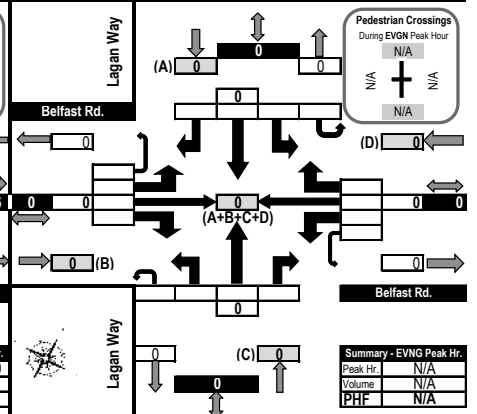 Lagan Way
Belfast Rd.
(A)
0
0
0
0
Pedestrian Crossings
During EVGN Peak Hour
N/A
N/A
N/A
N/A
0
(D)
0
0
0
0
(A+B+C+D)
0
0
0
(B)
0
Belfast Rd.
0
Lagan Way
0
(C)
0
0
Summary - EVNG Peak Hr.
Peak Hr. N/A
Volume N/A
PHF N/A